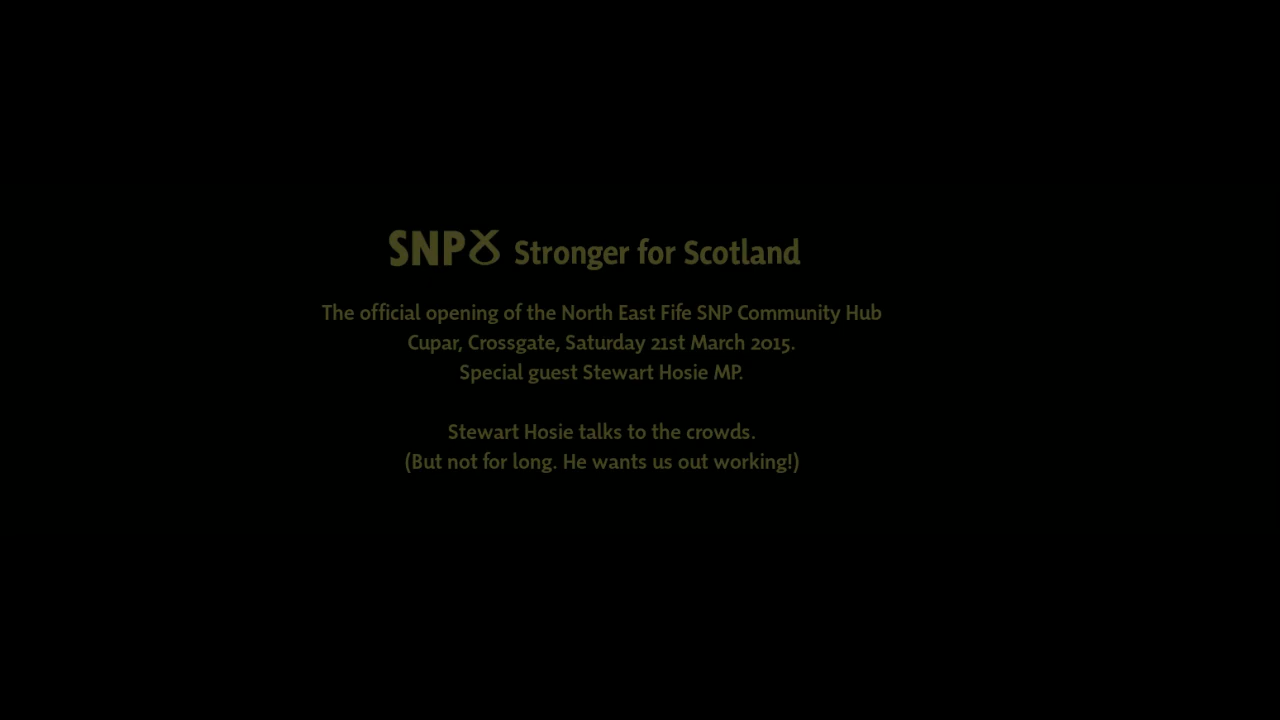 SNP Stronger for Scotland
The official opening of the North East Fife SNP Community Hub
Cupar, Crossgate, Saturday 21st March 2015.
Special guest Stewart Hosie MP.
Stewart Hosie talks to the crowds.
(But not for long. He wants us out working!)